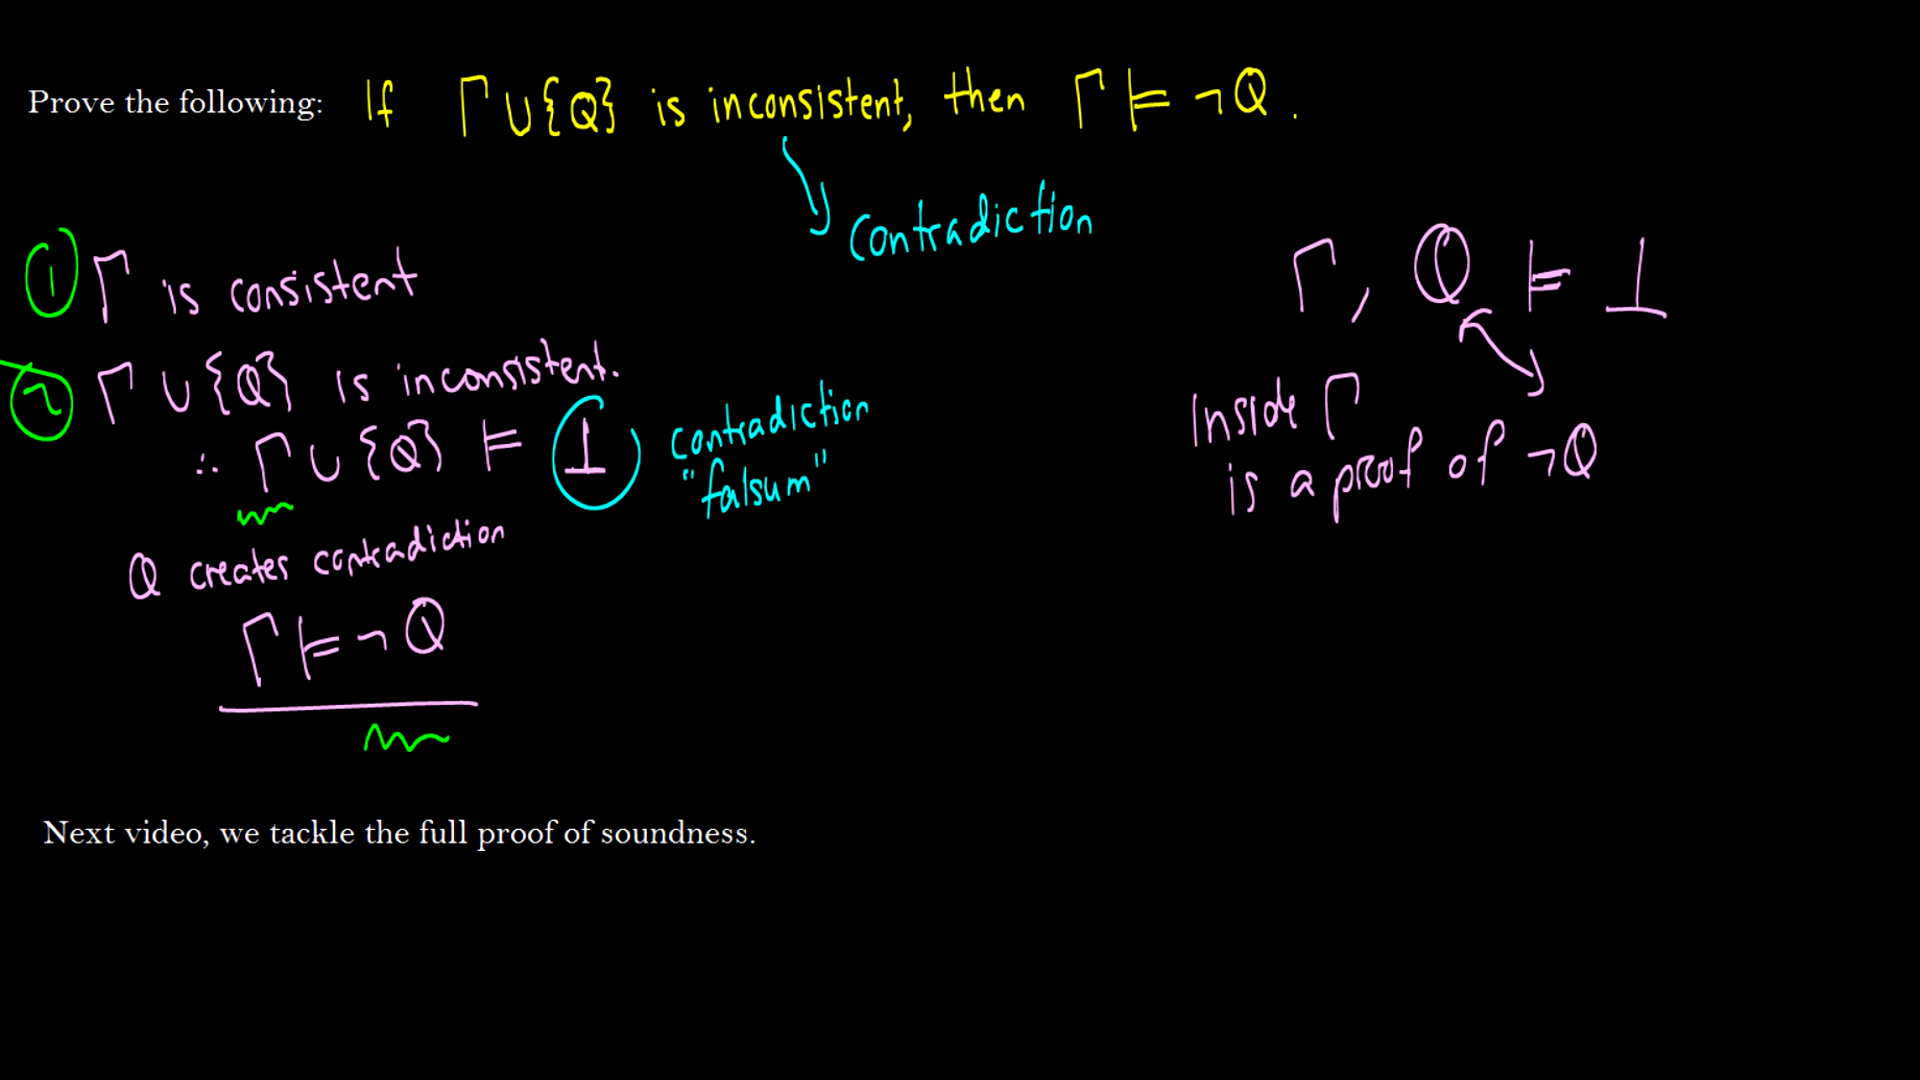 Prove the following: If Γ ∪ {Q} is inconsistent, then Γ ⊨ ¬Q.
Contradiction
① Γ is consistent
② Γ ∪ {Q} is inconsistent.
∴ Γ ∪ {Q} ⊨ ⊥
contradiction
"falsum"
Q creates contradiction
Γ ⊨ ¬Q
Γ, Q ⊨ ⊥
Inside Γ
is a proof of ¬Q
Next video, we tackle the full proof of soundness.